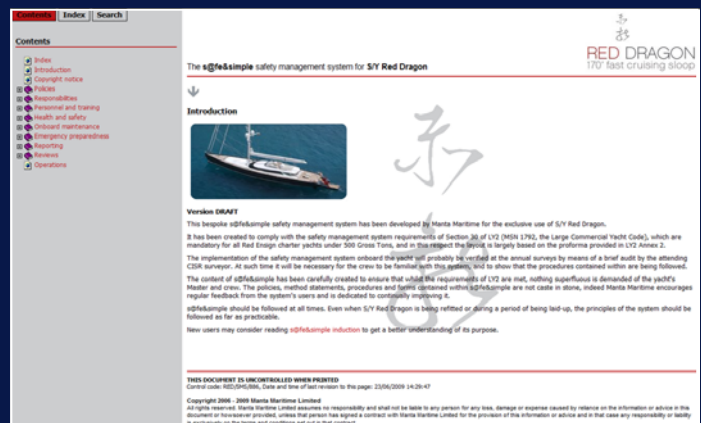 Contents Index Search
Contents
Index
Introduction
Copyright notice
Policies
Responsibilities
Personnel and training
Health and safety
Onboard maintenance
Emergency preparedness
Reporting
Reviews
Operations
The s@fe&simple safety management system for S/Y Red Dragon
赤
龍
RED DRAGON
170' fast cruising sloop
Introduction
赤
龍
Version DRAFT
This bespoke s@fe&simple safety management system has been developed by Manta Maritime for the exclusive use of S/Y Red Dragon.
It has been created to comply with the safety management system requirements of Section 20 of LY2 (MSN 1792, the Large Commercial Yacht Code), which are
mandatory for all Red Ensign charter yachts under 500 Gross Tons, and in this respect the layout is largely based on the proforma provided in LY2 Annex 2.
The implementation of the safety management system onboard the yacht will probably be verified at the annual surveys by means of a brief audit by the attending
CISR surveyor. At such time it will be necessary for the crew to be familiar with this system, and to show that the procedures contained within are being followed.
The content of s@fe&simple has been carefully created to ensure that whilst the requirements of LY2 are met, nothing superfluous is demanded of the yacht's
Master and crew. The policies, method statements, procedures and forms contained within s@fe&simple are not caste in stone, indeed Manta Maritime encourages
regular feedback from the system's users and is dedicated to continually improving it.
s@fe&simple should be followed at all times. Even when S/Y Red Dragon is being refitted or during a period of being laid-up, the principles of the system should be
followed as far as practicable.
New users may consider reading s@fe&simple induction to get a better understanding of its purpose.
THIS DOCUMENT IS UNCONTROLLED WHEN PRINTED
Control code: RED/SMS/886, Date and time of last revision to this page: 23/06/2009 14:29:47
Copyright 2006 - 2009 Manta Maritime Limited
All rights reserved. Manta Maritime Limited assumes no responsibility and shall not be liable to any person for any loss, damage or expense caused by reliance on the information or advice in this
document or howsoever provided, unless that person has signed a contract with Manta Maritime Limited for the provision of this information or advice and in that case any responsibility or liability
is exclusively on the terms and conditions set out in that contract.